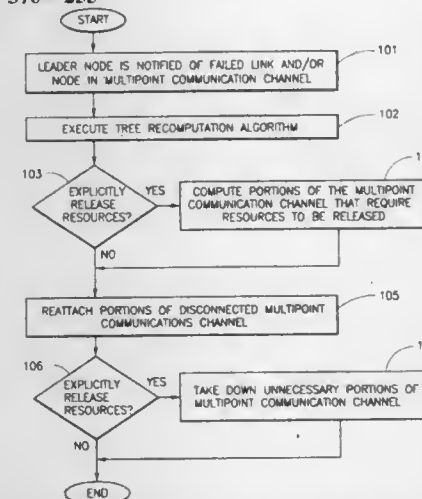 START
101
LEADER NODE IS NOTIFIED OF FAILED LINK AND/OR
NODE IN MULTIPOINT COMMUNICATION CHANNEL
102
EXECUTE TREE RECOMPUTATION ALGORITHM
103
EXPLICITLY
RELEASE
RESOURCES?
YES
NO
COMPUTE PORTIONS OF THE MULTIPOINT
COMMUNICATION CHANNEL THAT REQUIRE
RESOURCES TO BE RELEASED
105
REATTACH PORTIONS OF DISCONNECTED MULTIPOINT
COMMUNICATIONS CHANNEL
106
EXPLICITLY
RELEASE
RESOURCES?
YES
NO
TAKE DOWN UNNECESSARY PORTIONS OF
MULTIPOINT COMMUNICATION CHANNEL
END